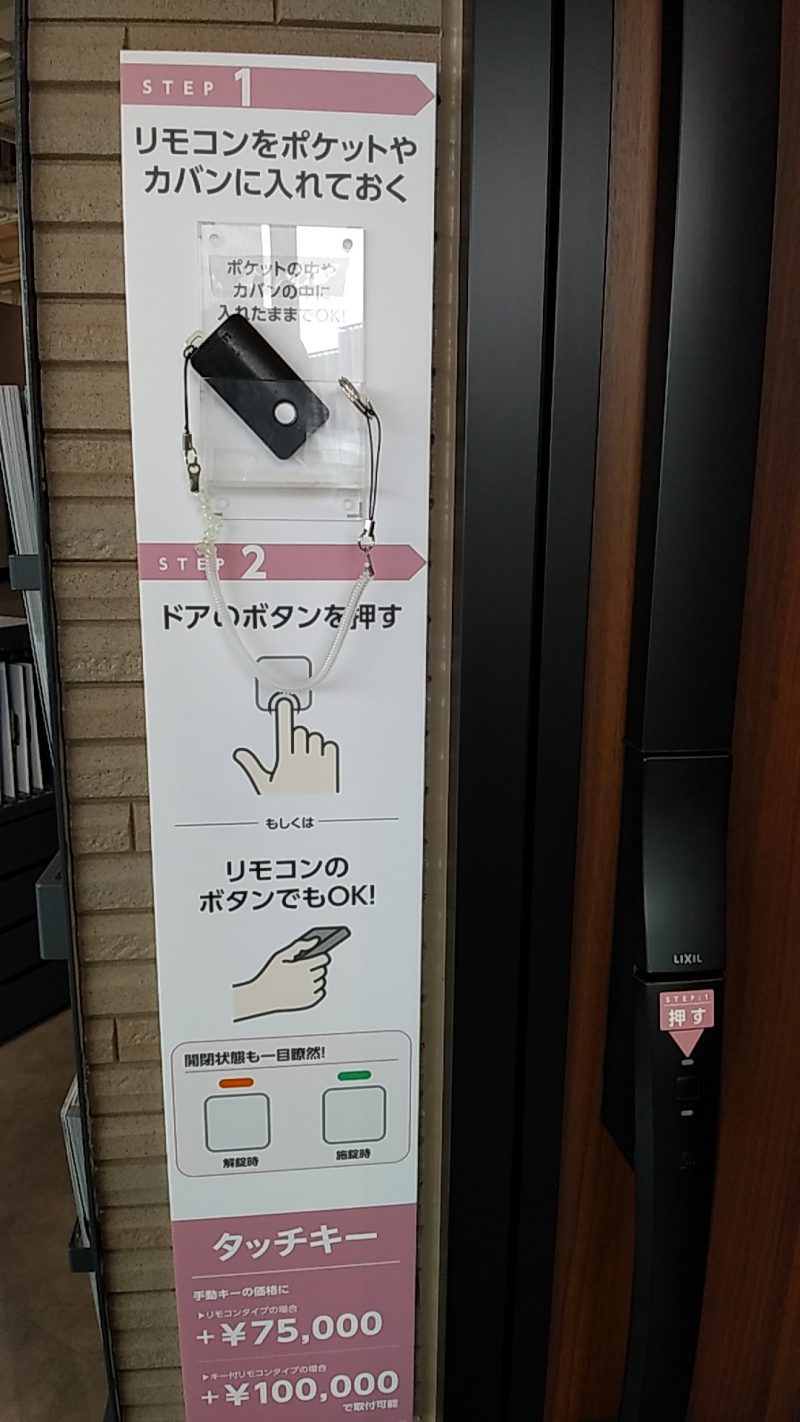 STEP 1
リモコンをポケットや
カバンに入れておく
ポケットの中や
カバンの中に
入れたままでOK!
STEP 2
ドアのボタンを押す
もしくは
リモコンの
ボタンでもOK!
開閉状態も一目瞭然!
解錠時
施錠時
タッチキー
手動キーの価格に
▶リモコンタイプの場合
+¥75,000
▶キー付リモコンタイプの場合
+¥100,000
で取付可能
LIXIL
STEP:1
押す